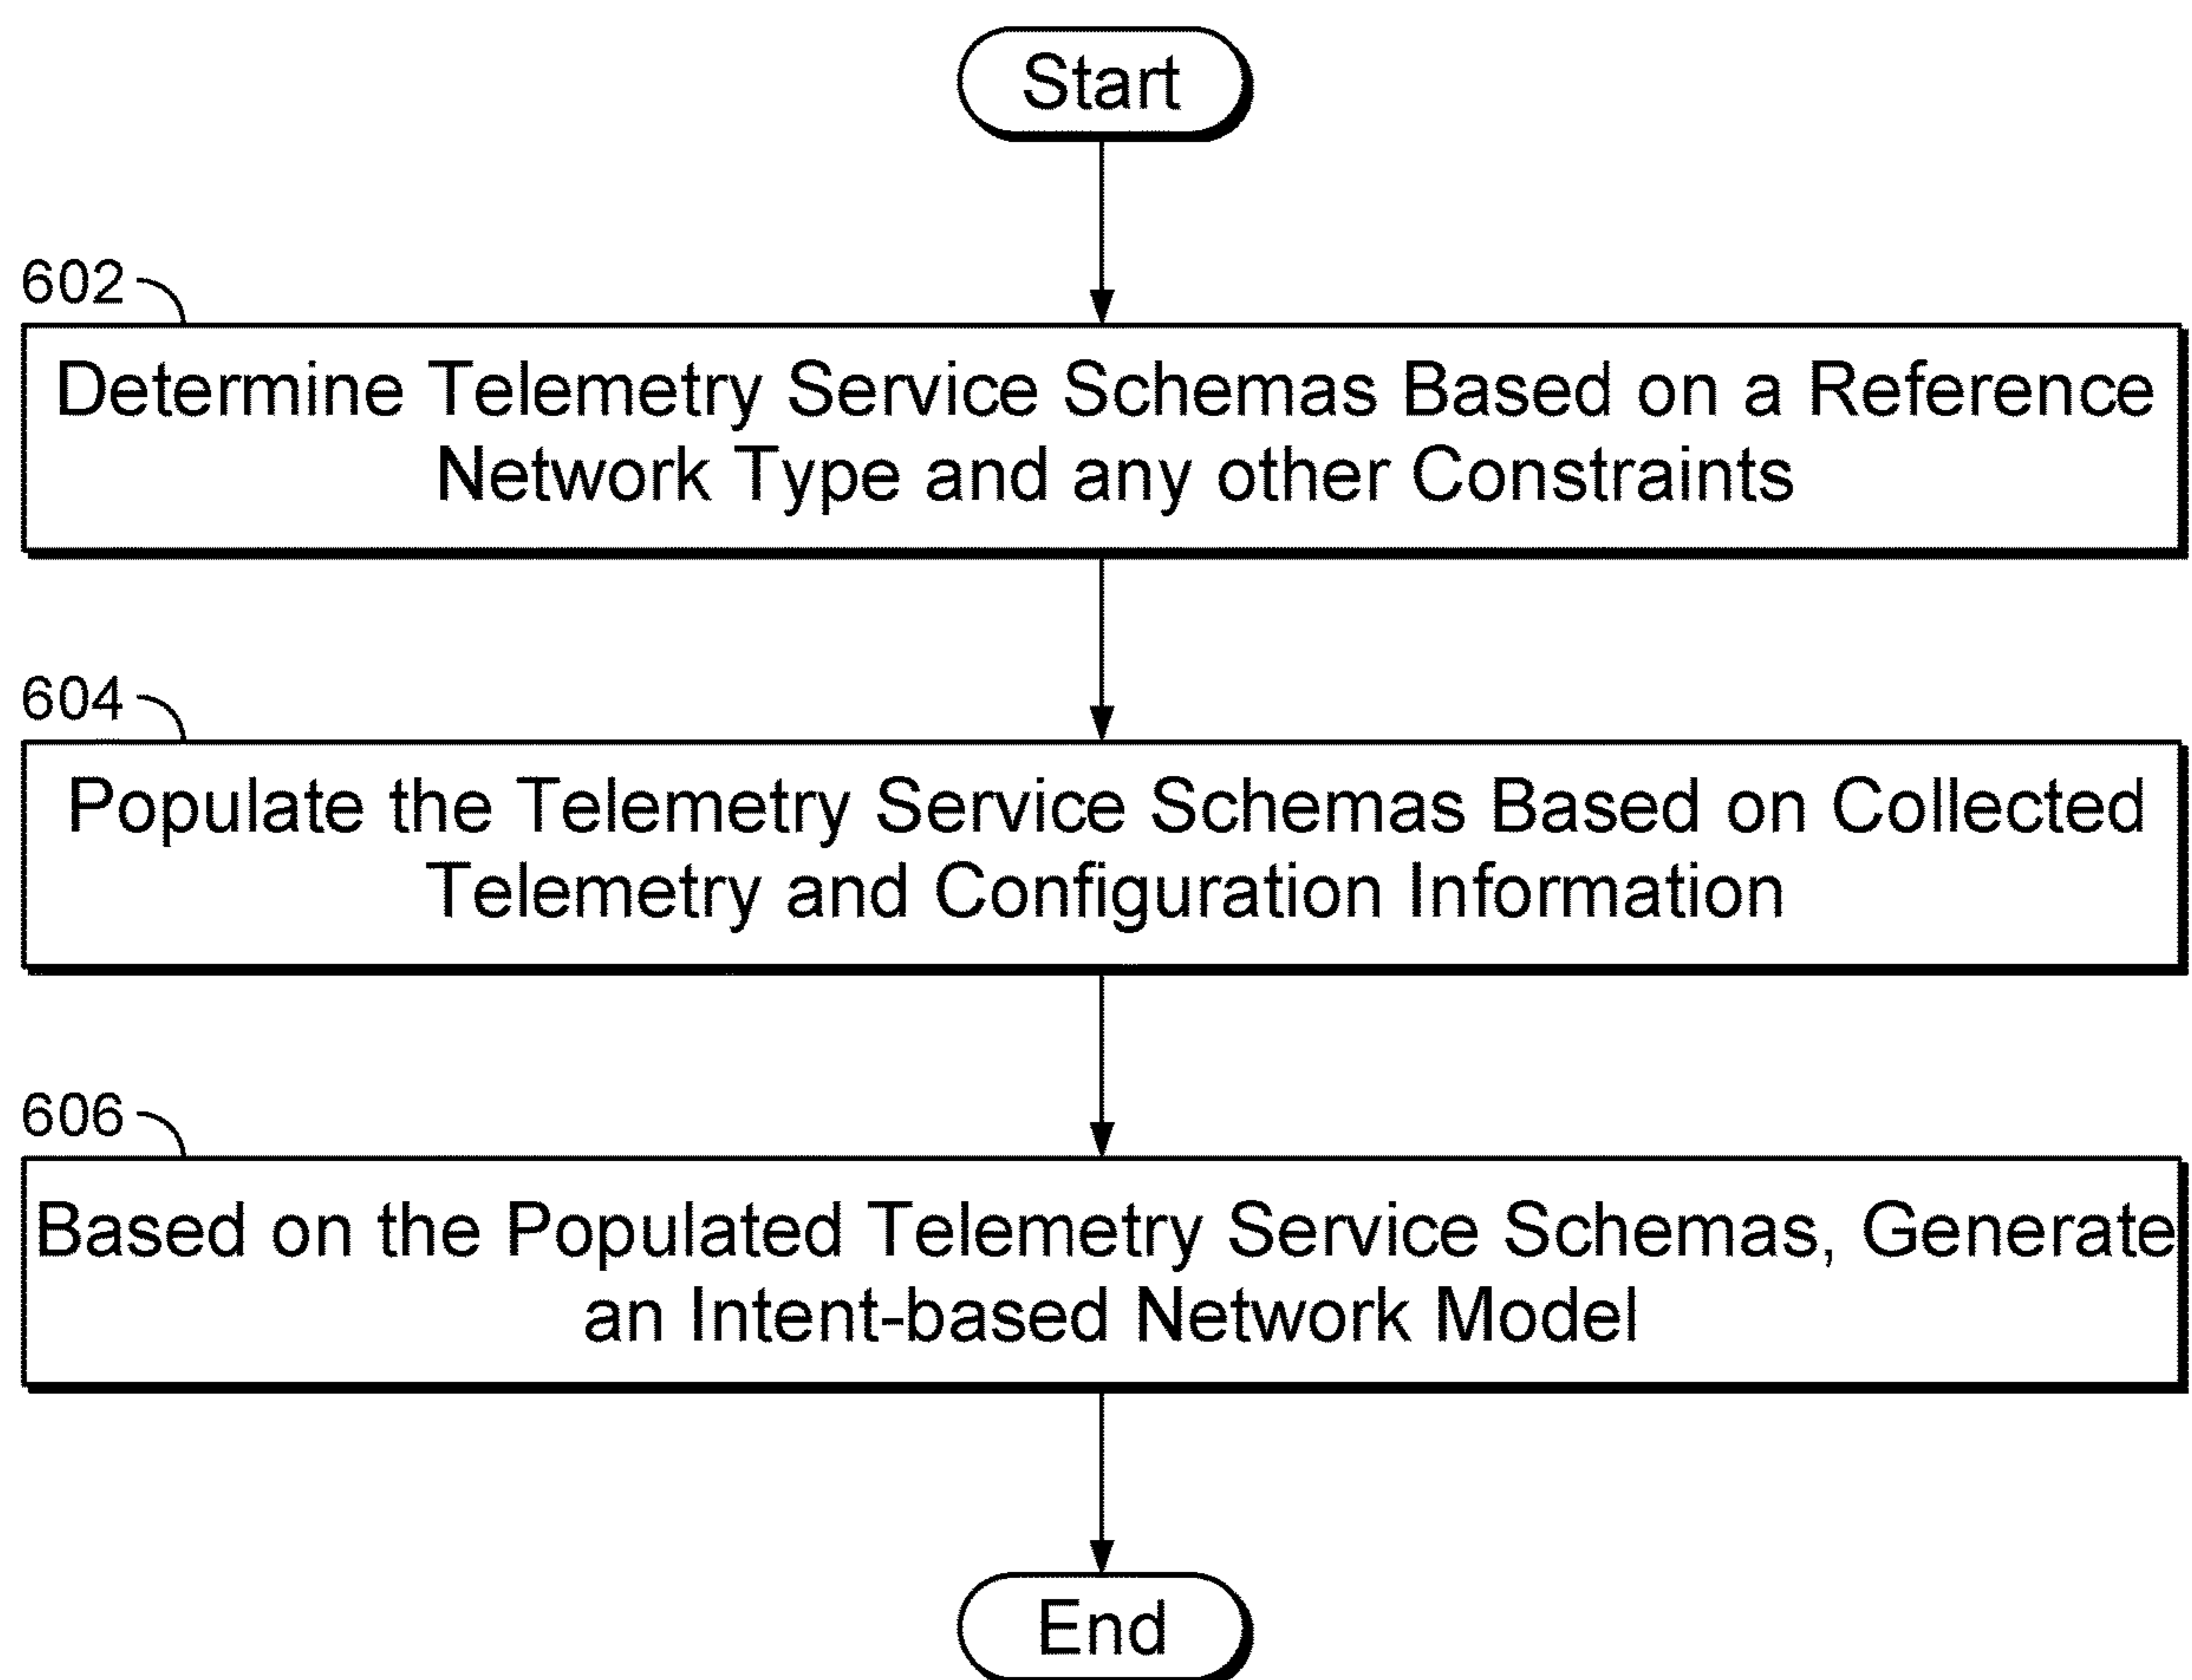 Start
602
Determine Telemetry Service Schemas Based on a Reference
Network Type and any other Constraints
604
Populate the Telemetry Service Schemas Based on Collected
Telemetry and Configuration Information
606
Based on the Populated Telemetry Service Schemas, Generate
an Intent-based Network Model
End